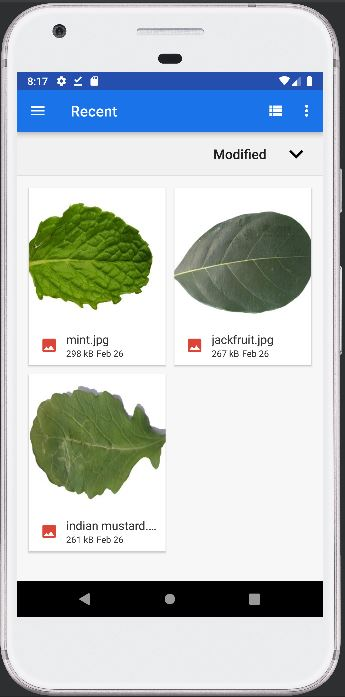 8:17
Recent
Modified
mint.jpg
298 kB Feb 26
jackfruit.jpg
267 kB Feb 26
indian mustard....
261 kB Feb 26